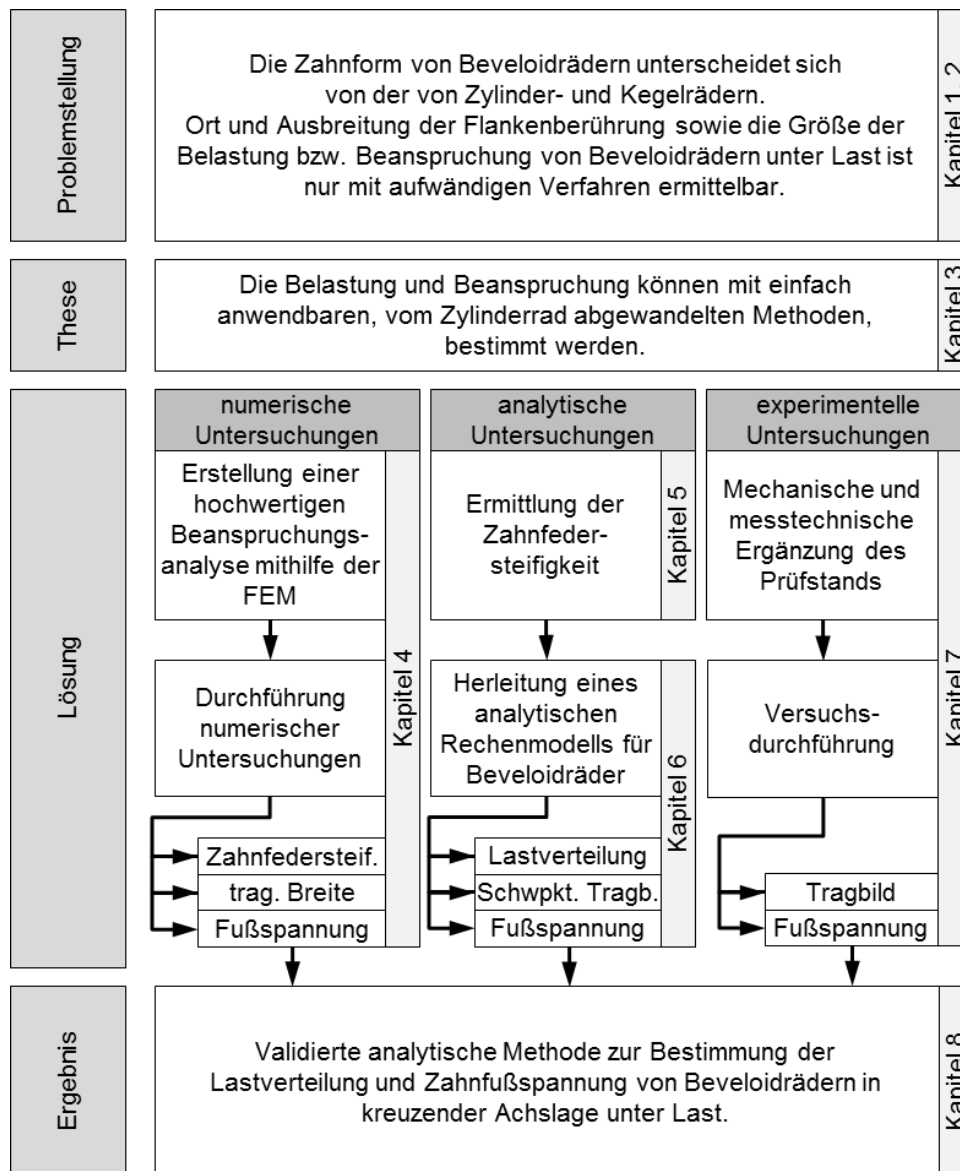 Problemstellung
Die Zahnform von Beveloidrädern unterscheidet sich
von der von Zylinder- und Kegelrädern.
Ort und Ausbreitung der Flankenberührung sowie die Größe der
Belastung bzw. Beanspruchung von Beveloidrädern unter Last ist
nur mit aufwändigen Verfahren ermittelbar.
Kapitel 1, 2
These
Die Belastung und Beanspruchung können mit einfach
anwendbaren, vom Zylinderrad abgewandelten Methoden,
bestimmt werden.
Kapitel 3
Lösung
numerische
Untersuchungen
Erstellung einer
hochwertigen
Beanspruchungs-
analyse mithilfe der
FEM
Durchführung
numerischer
Untersuchungen
Zahnfedersteif.
trag. Breite
Fußspannung
Kapitel 4
analytische
Untersuchungen
Ermittlung der
Zahnfeder-
steifigkeit
Kapitel 5
Herleitung eines
analytischen
Rechenmodells für
Beveloidräder
Lastverteilung
Schwpkt. Tragb.
Fußspannung
Kapitel 6
experimentelle
Untersuchungen
Mechanische und
messtechnische
Ergänzung des
Prüfstands
Versuchs-
durchführung
Tragbild
Fußspannung
Kapitel 7
Ergebnis
Validierte analytische Methode zur Bestimmung der
Lastverteilung und Zahnfußspannung von Beveloidrädern in
kreuzender Achslage unter Last.
Kapitel 8